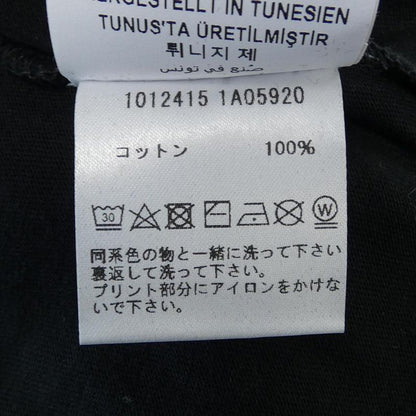 HERGESTELLT IN TUNESIEN
TUNUS'TA ÜRETİLMİŞTİR
튀니지 제
صنع في تونس
1012415 1A05920
コットン 100%
30
W
同系色の物と一緒に洗って下さい
裏返して洗って下さい。
プリント部分にアイロンをかけな
いで下さい。